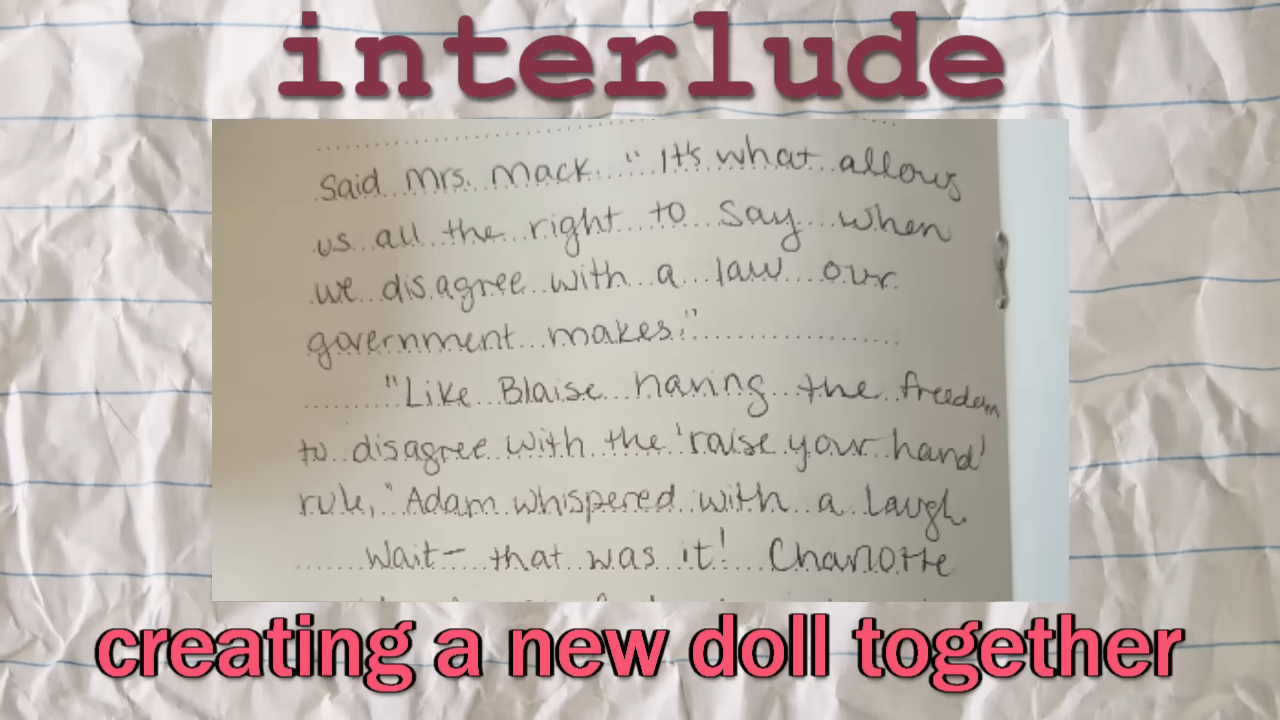 interlude
Said Mrs. Mack. "It's what allows
us all the right to say when
we disagree with a law our
government makes."
"Like Blaise having the freedom
to disagree with the 'raise your hand'
rule," Adam whispered with a laugh.
Wait— that was it! Charlotte
creating a new doll together